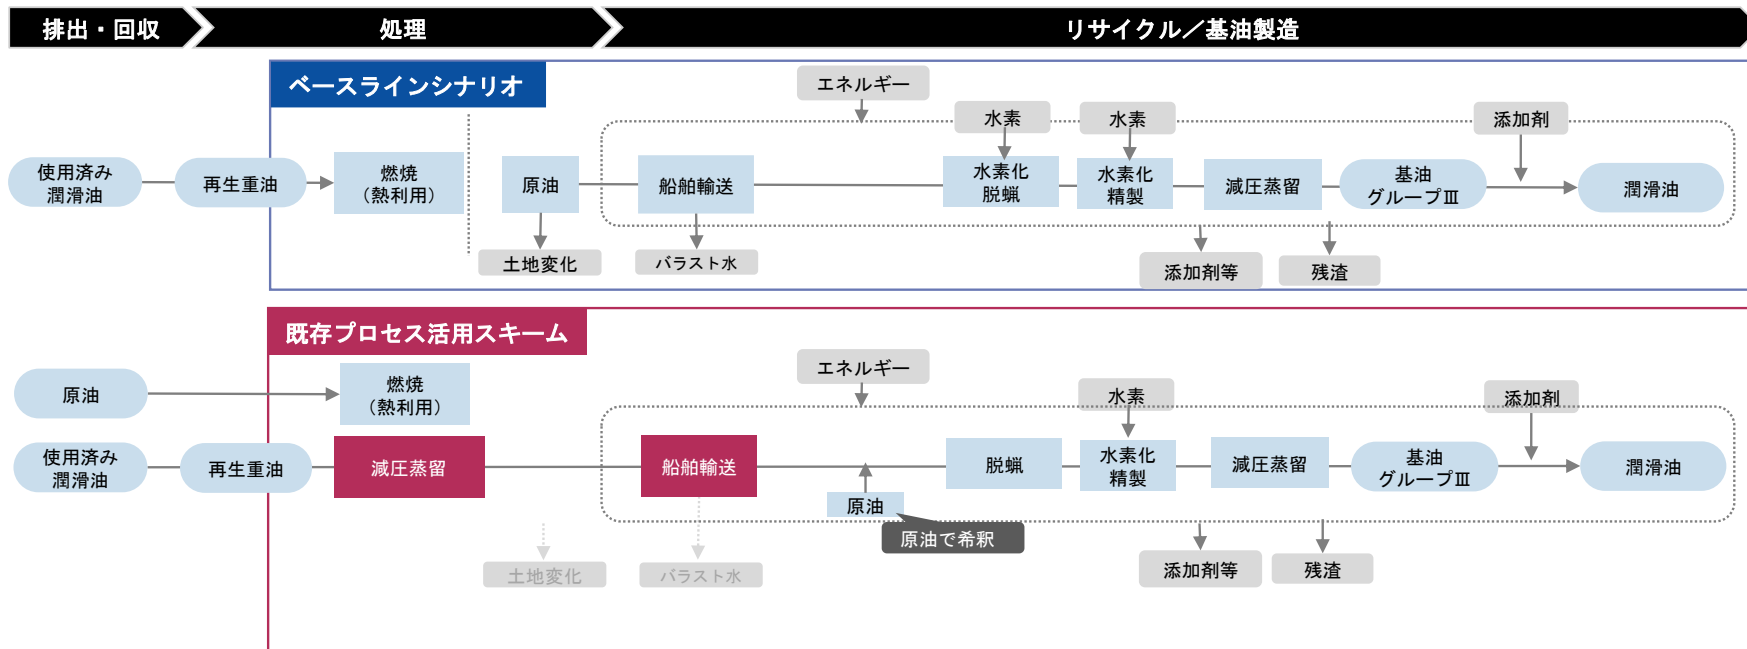 排出・回収
処理
リサイクル／基油製造
ベースラインシナリオ
エネルギー
水素
水素
添加剤
使用済み
潤滑油
再生重油
燃焼
（熱利用）
原油
船舶輸送
水素化
脱蝋
水素化
精製
減圧蒸留
基油
グループⅢ
潤滑油
土地変化
バラスト水
添加剤等
残渣
既存プロセス活用スキーム
エネルギー
水素
添加剤
原油
燃焼
（熱利用）
使用済み
潤滑油
再生重油
減圧蒸留
船舶輸送
脱蝋
水素化
精製
減圧蒸留
基油
グループⅢ
潤滑油
原油
原油で希釈
土地変化
バラスト水
添加剤等
残渣